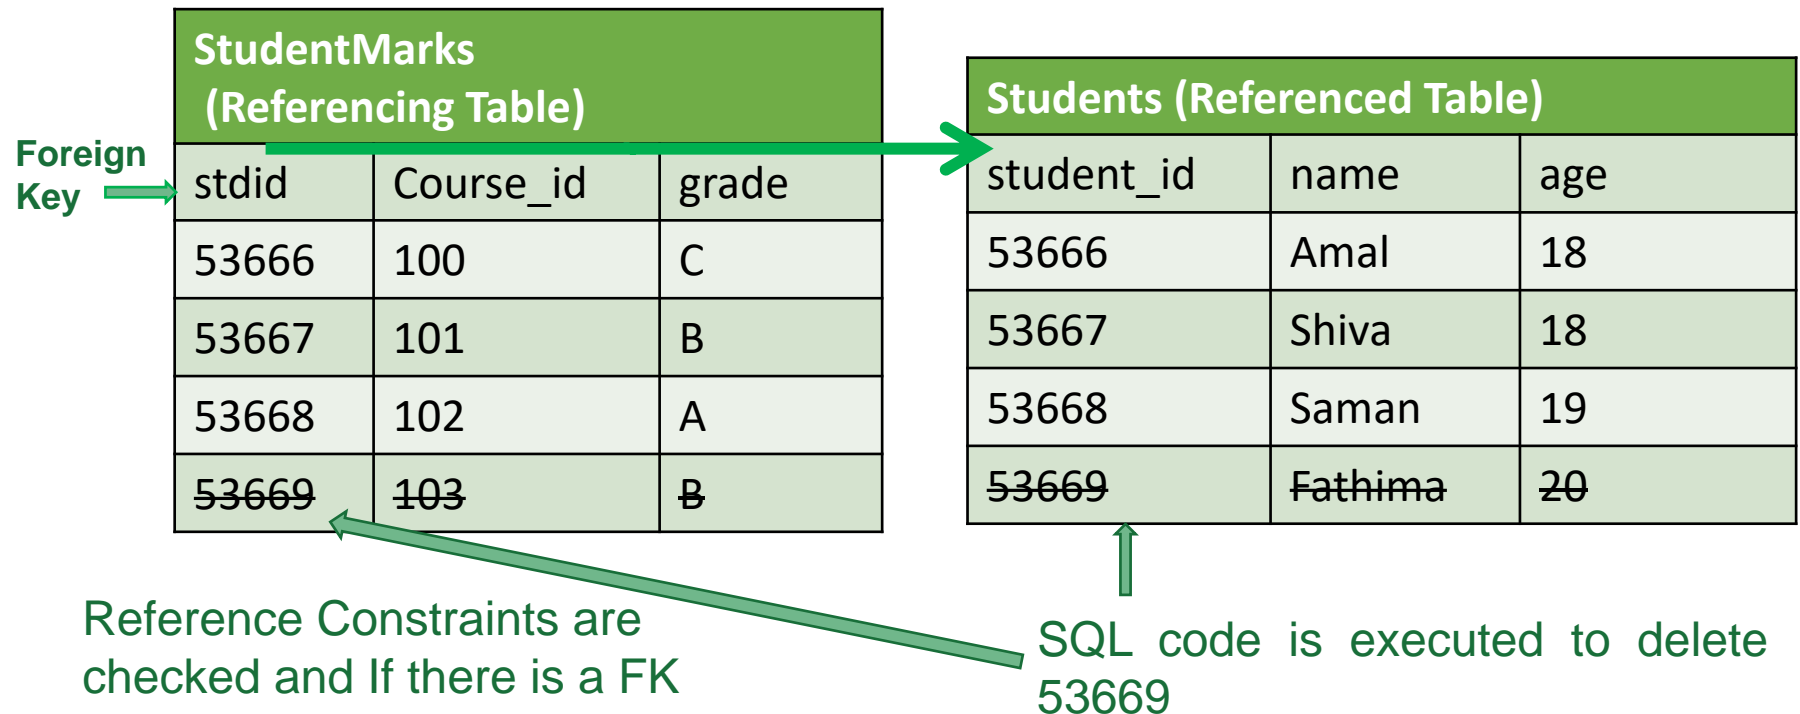 StudentMarks
(Referencing Table)
Foreign
Key
stdid Course_id grade
53666 100 C
53667 101 B
53668 102 A
53669 103 B
Students (Referenced Table)
student_id name age
53666 Amal 18
53667 Shiva 18
53668 Saman 19
53669 Fathima 20
Reference Constraints are
checked and If there is a FK
SQL code is executed to delete
53669